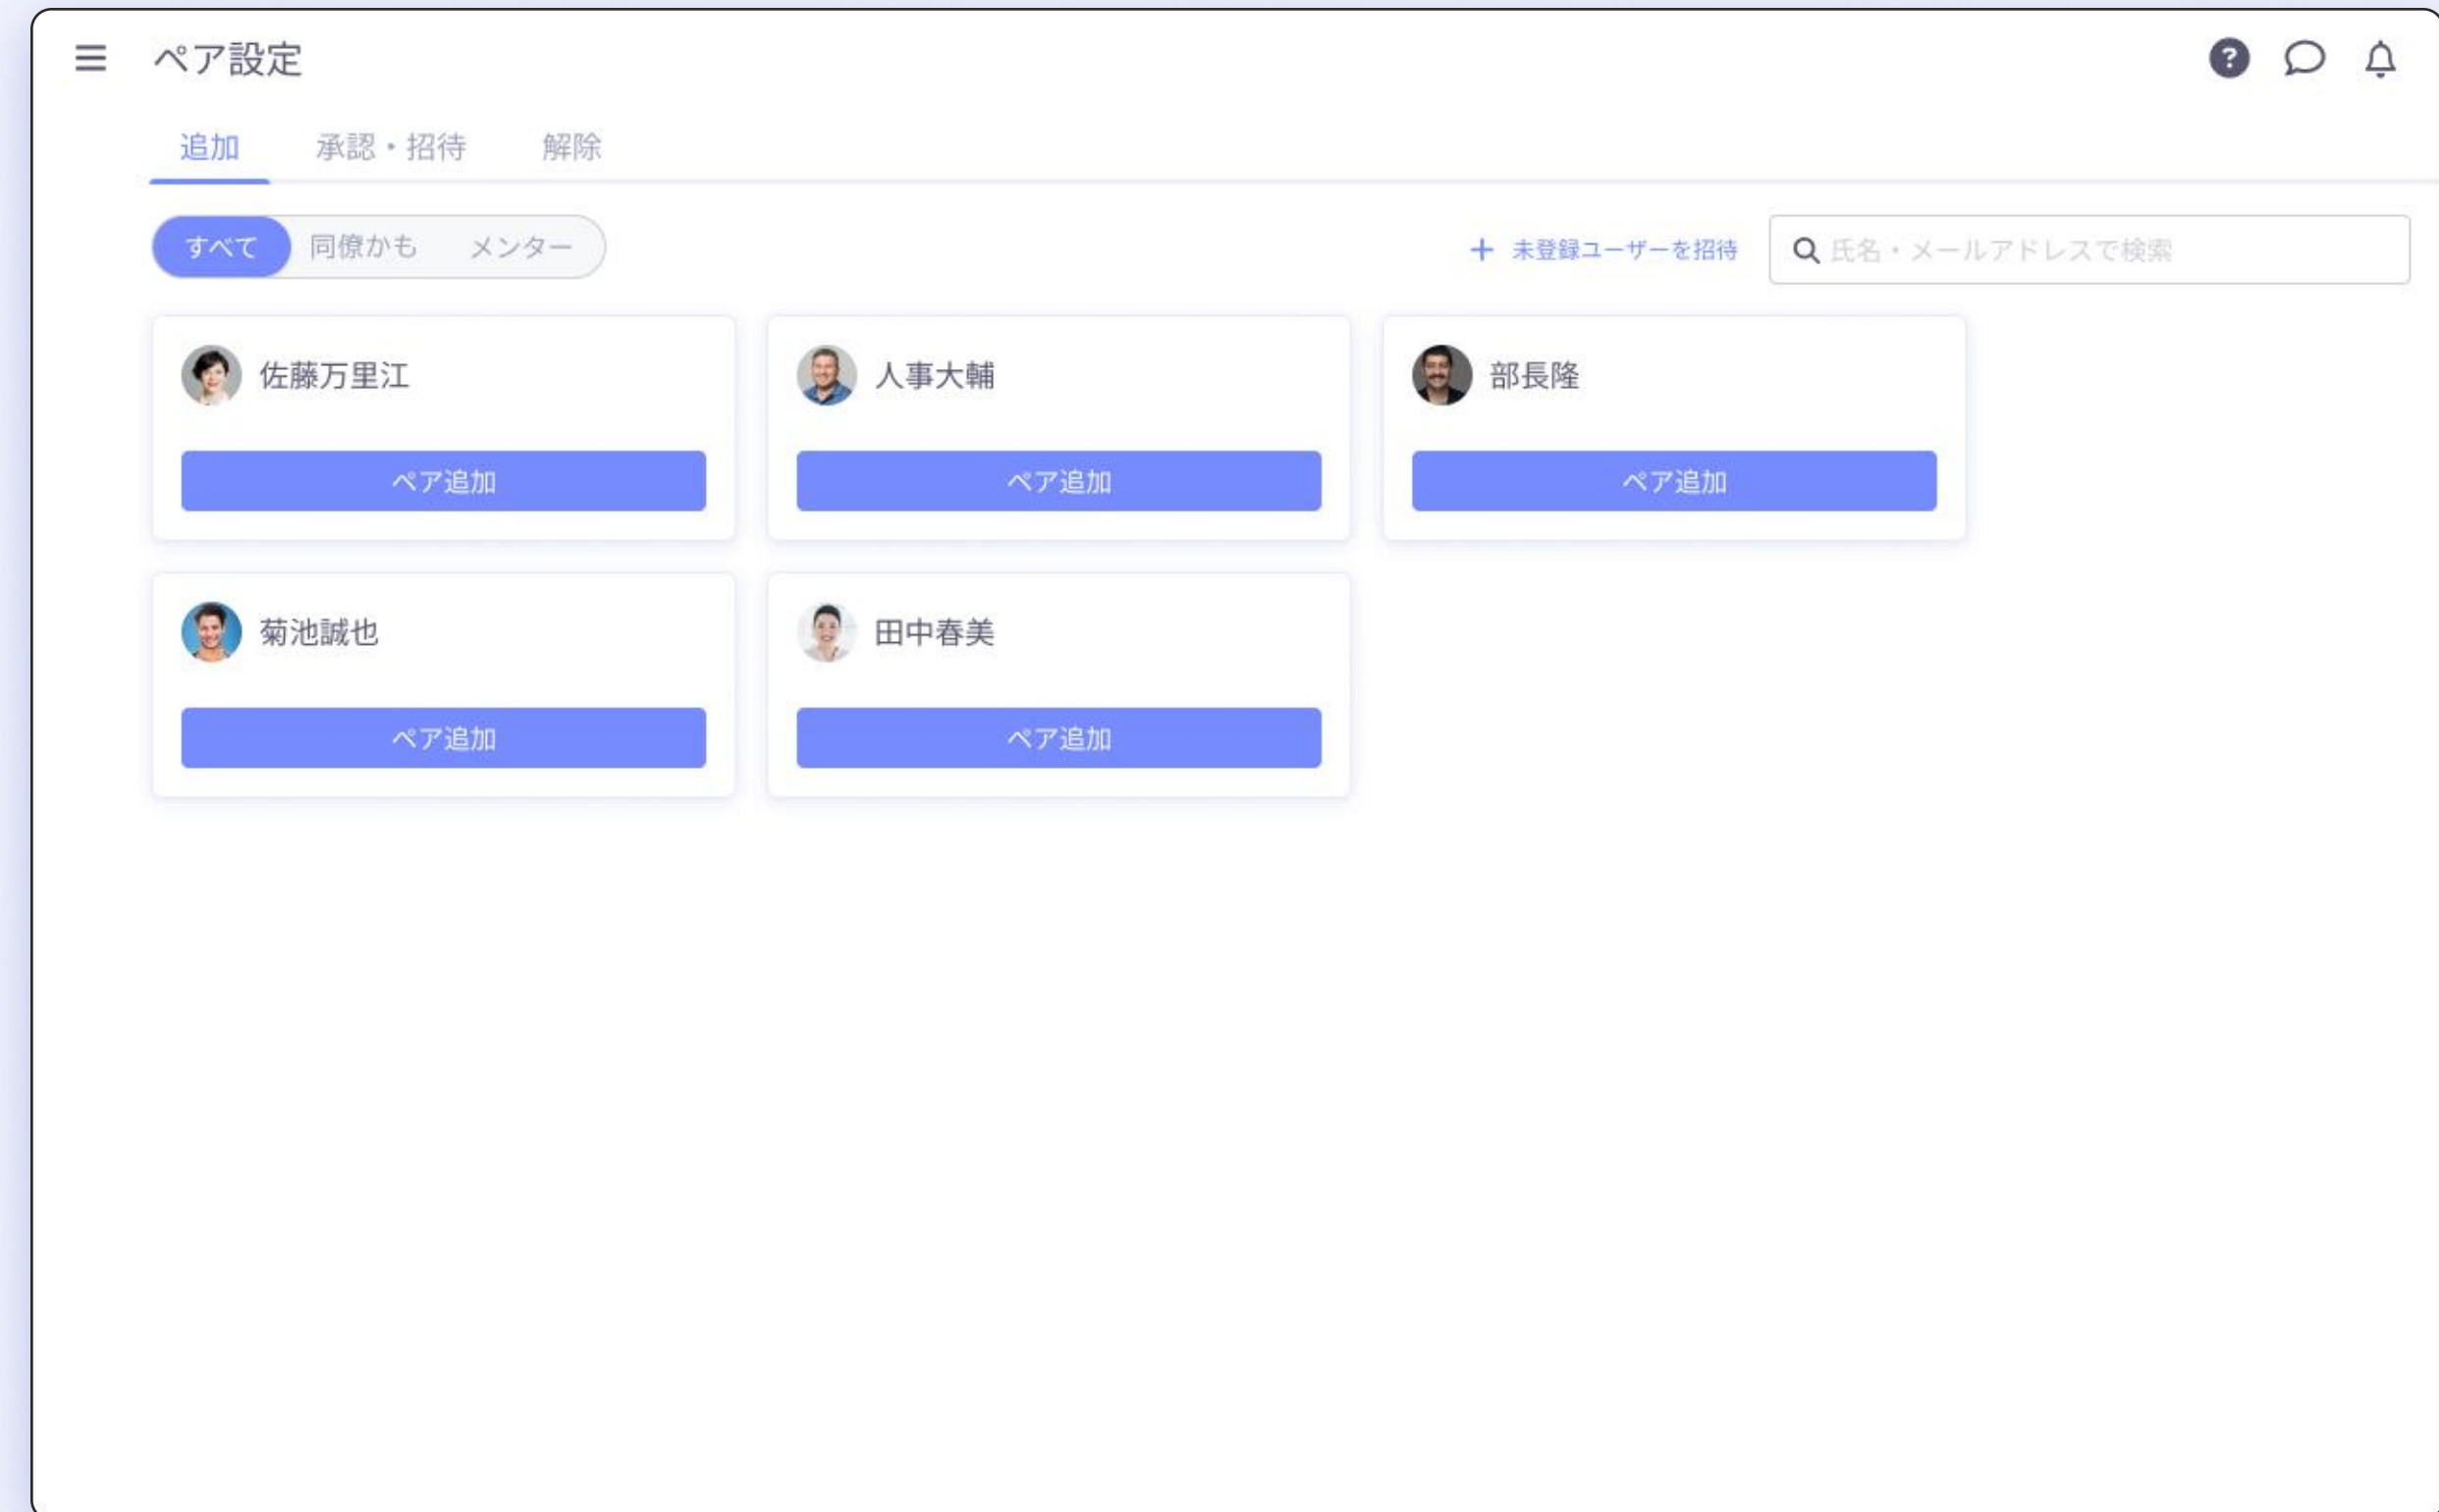 ペア設定
追加 承認・招待 解除
すべて 同僚かも メンター
+ 未登録ユーザーを招待 氏名・メールアドレスで検索
佐藤万里江 人事大輔 部長隆
ペア追加 ペア追加 ペア追加
菊池誠也 田中春美
ペア追加 ペア追加